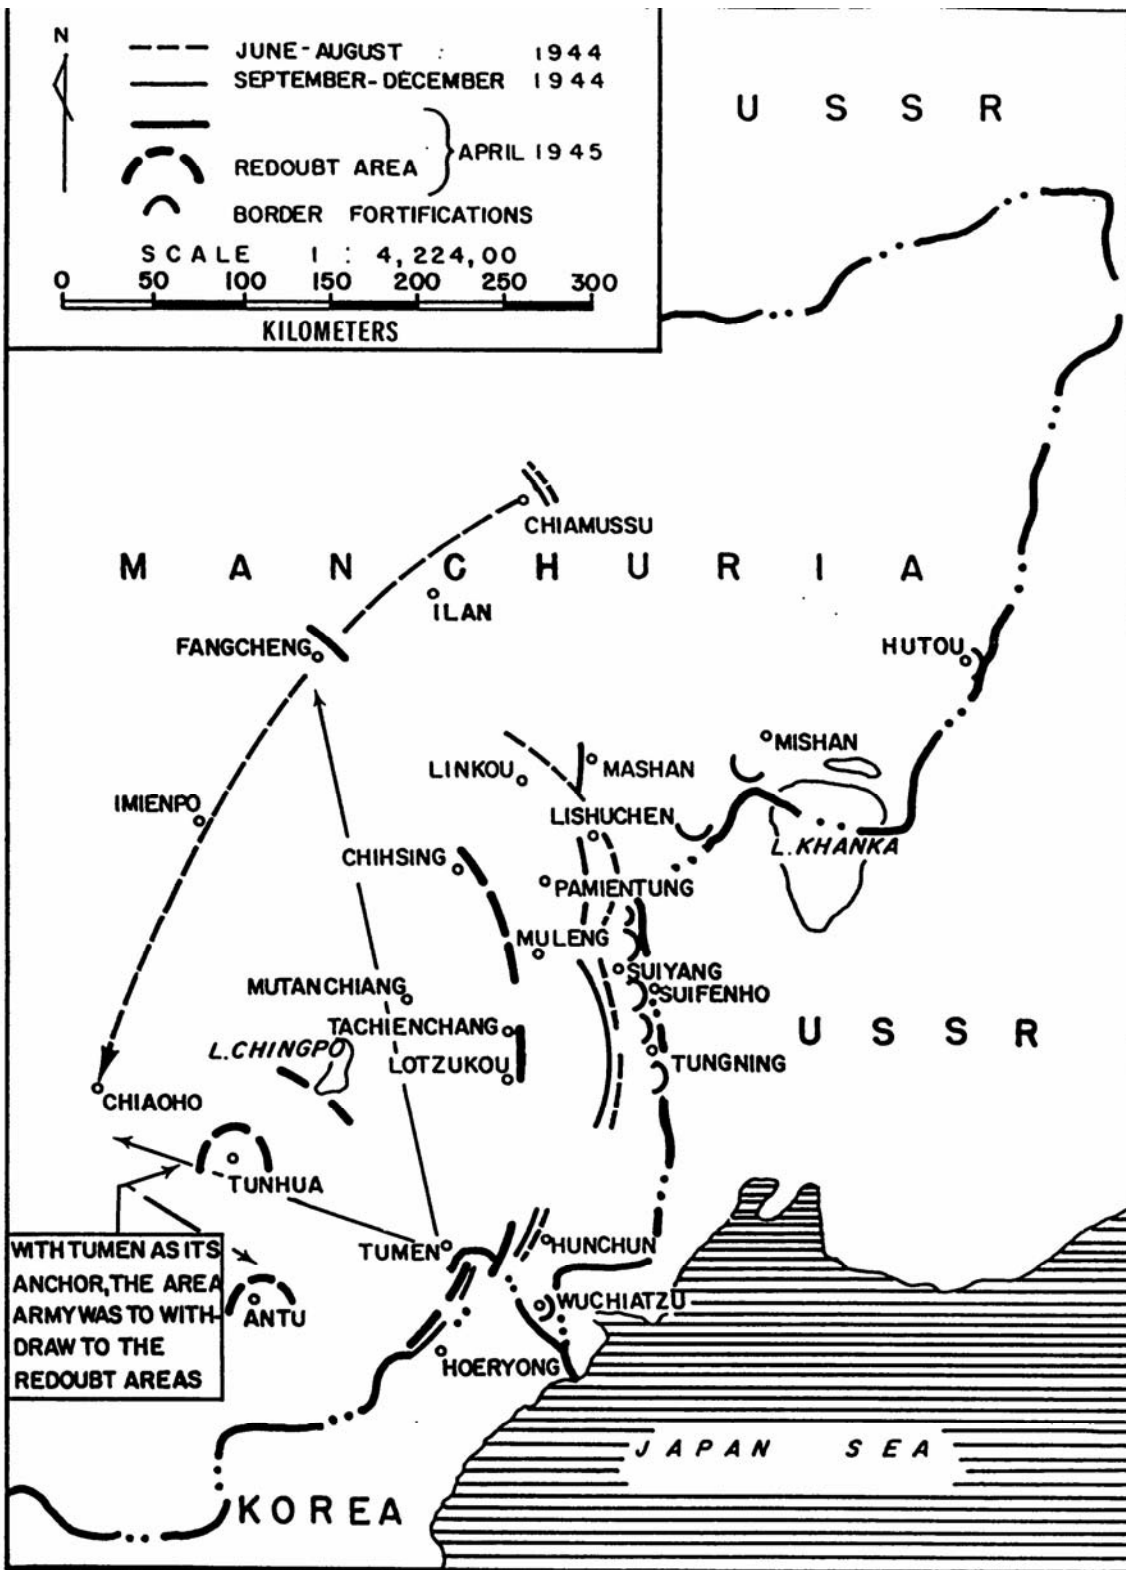 N
JUNE-AUGUST : 1944
SEPTEMBER-DECEMBER 1944
REDOUBT AREA
APRIL 1945
BORDER FORTIFICATIONS
SCALE 1 : 4,224,00
0 50 100 150 200 250 300
KILOMETERS
USSR
CHIAMUSSU
MANCHURIA
ILAN
FANGCHENG
HUTOU
MISHAN
LINKOU
MASHAN
IMIENPO
LISHUCHEN
L.KHANKA
CHIHSING
PAMIENTUNG
MULENG
SUIYANG
MUTANCHIANG
SUIFENHO
TACHIENCHANG
USSR
L.CHINGPO
LOTZUKOU
TUNGNING
CHIAOHO
TUNHUA
TUMEN
HUNCHUN
WITH TUMEN AS ITS
ANCHOR, THE AREA
ARMY WAS TO WITH-
DRAW TO THE
REDOUBT AREAS
ANTU
WUCHIATZU
HOERYONG
JAPAN SEA
KOREA